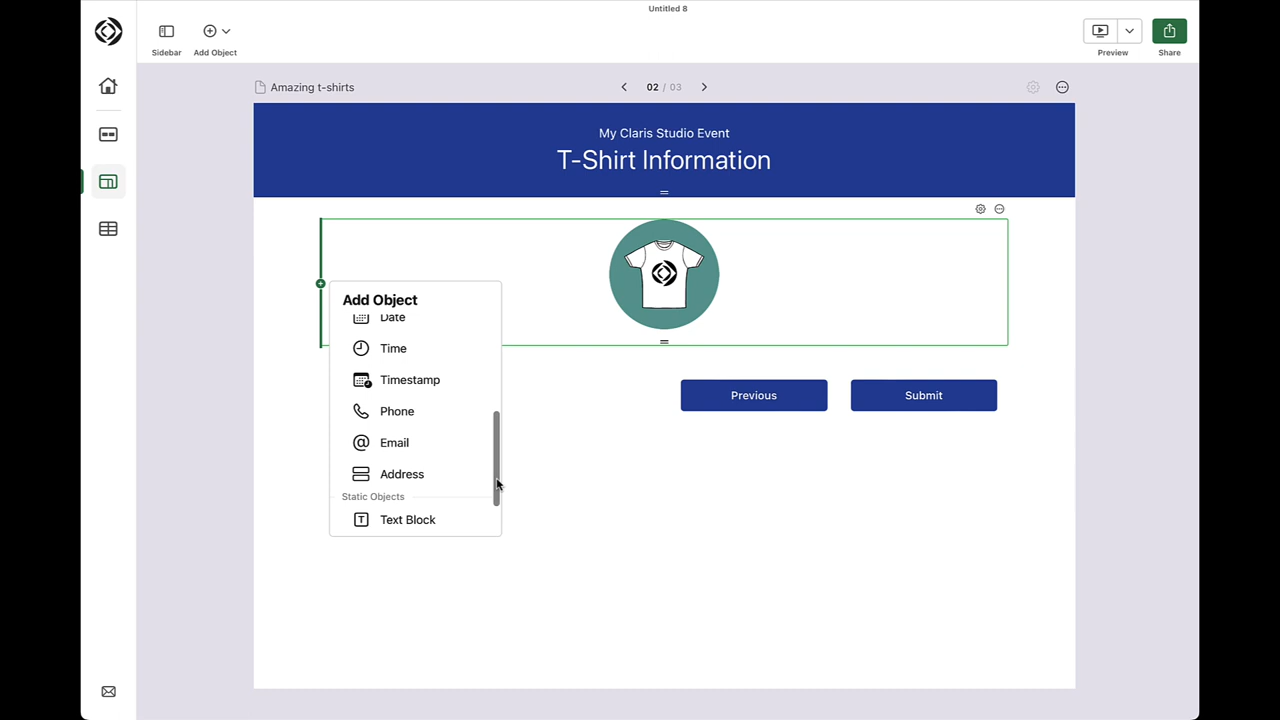 Untitled 8
Sidebar
Add Object
Preview
Share
Amazing t-shirts
02 / 03
My Claris Studio Event
T-Shirt Information
Add Object
Date
Time
Timestamp
Phone
Email
Address
Static Objects
Text Block
Previous
Submit